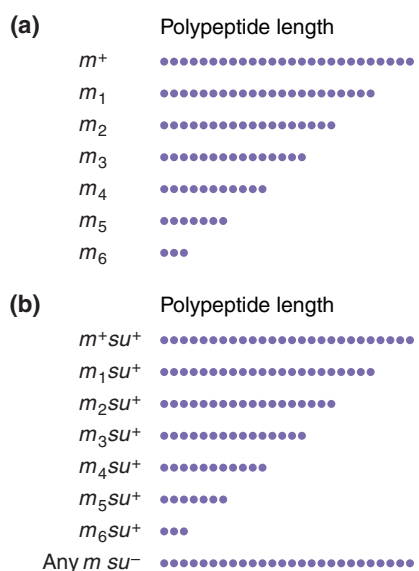 (a) Polypeptide length
m⁺
m₁
m₂
m₃
m₄
m₅
m₆
(b) Polypeptide length
m⁺su⁺
m₁su⁺
m₂su⁺
m₃su⁺
m₄su⁺
m₅su⁺
m₆su⁺
Any m su⁻